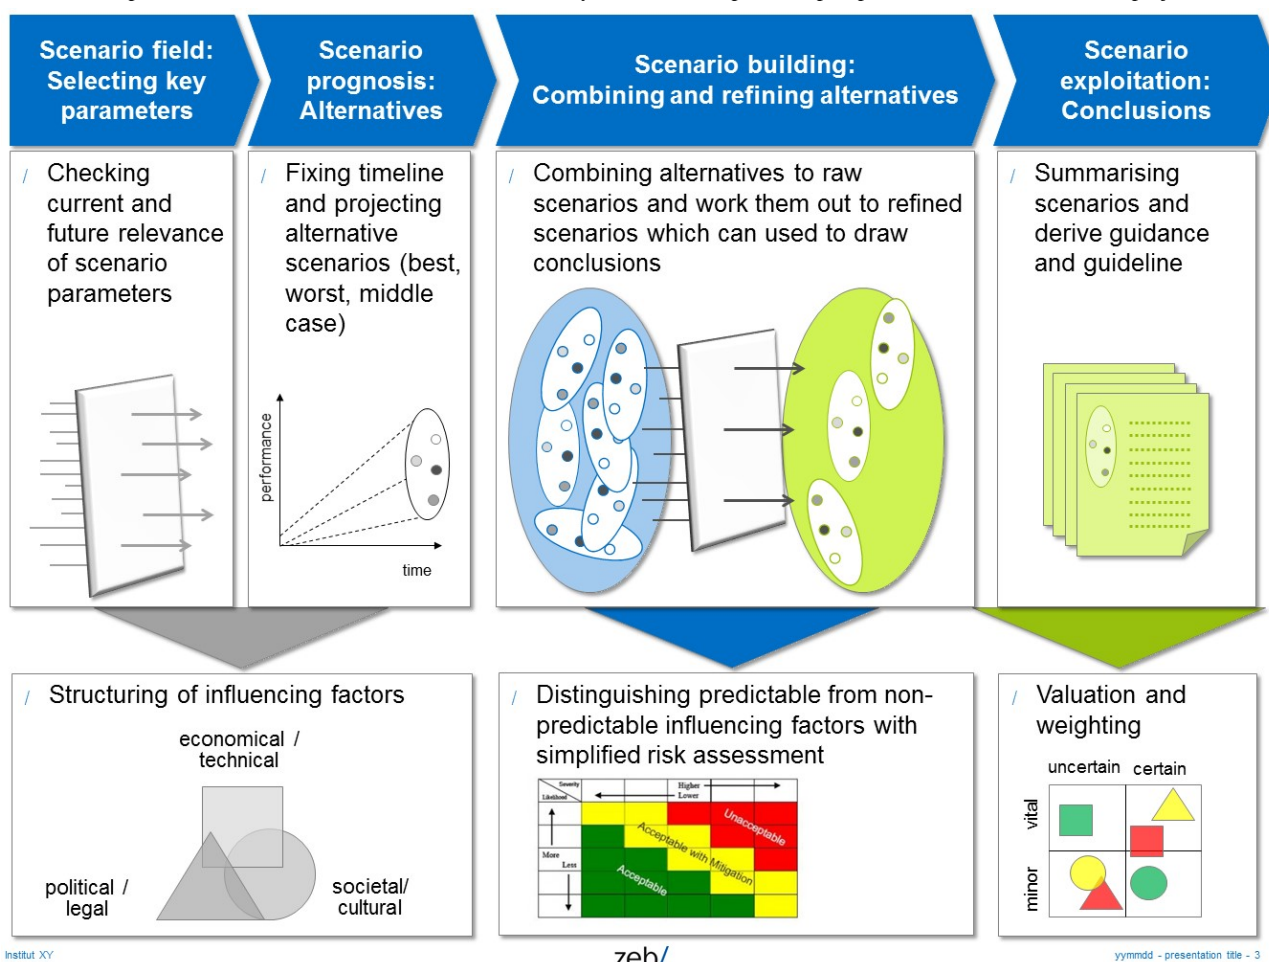 Scenario field:
Selecting key
parameters
Scenario
prognosis:
Alternatives
Scenario building:
Combining and refining alternatives
Scenario
exploitation:
Conclusions
/ Checking
current and
future relevance
of scenario
parameters
/ Fixing timeline
and projecting
alternative
scenarios (best,
worst, middle
case)
performance
time
/ Combining alternatives to raw
scenarios and work them out to refined
scenarios which can used to draw
conclusions
/ Summarising
scenarios and
derive guidance
and guideline
/ Structuring of influencing factors
economical /
technical
political /
legal
societal/
cultural
/ Distinguishing predictable from non-
predictable influencing factors with
simplified risk assessment
Severity
Likelihood
Higher
Lower
More
Less
Unacceptable
Acceptable with Mitigation
Acceptable
/ Valuation and
weighting
uncertain certain
vital
minor
Institut XY
zeb/
yymmdd - presentation title - 3